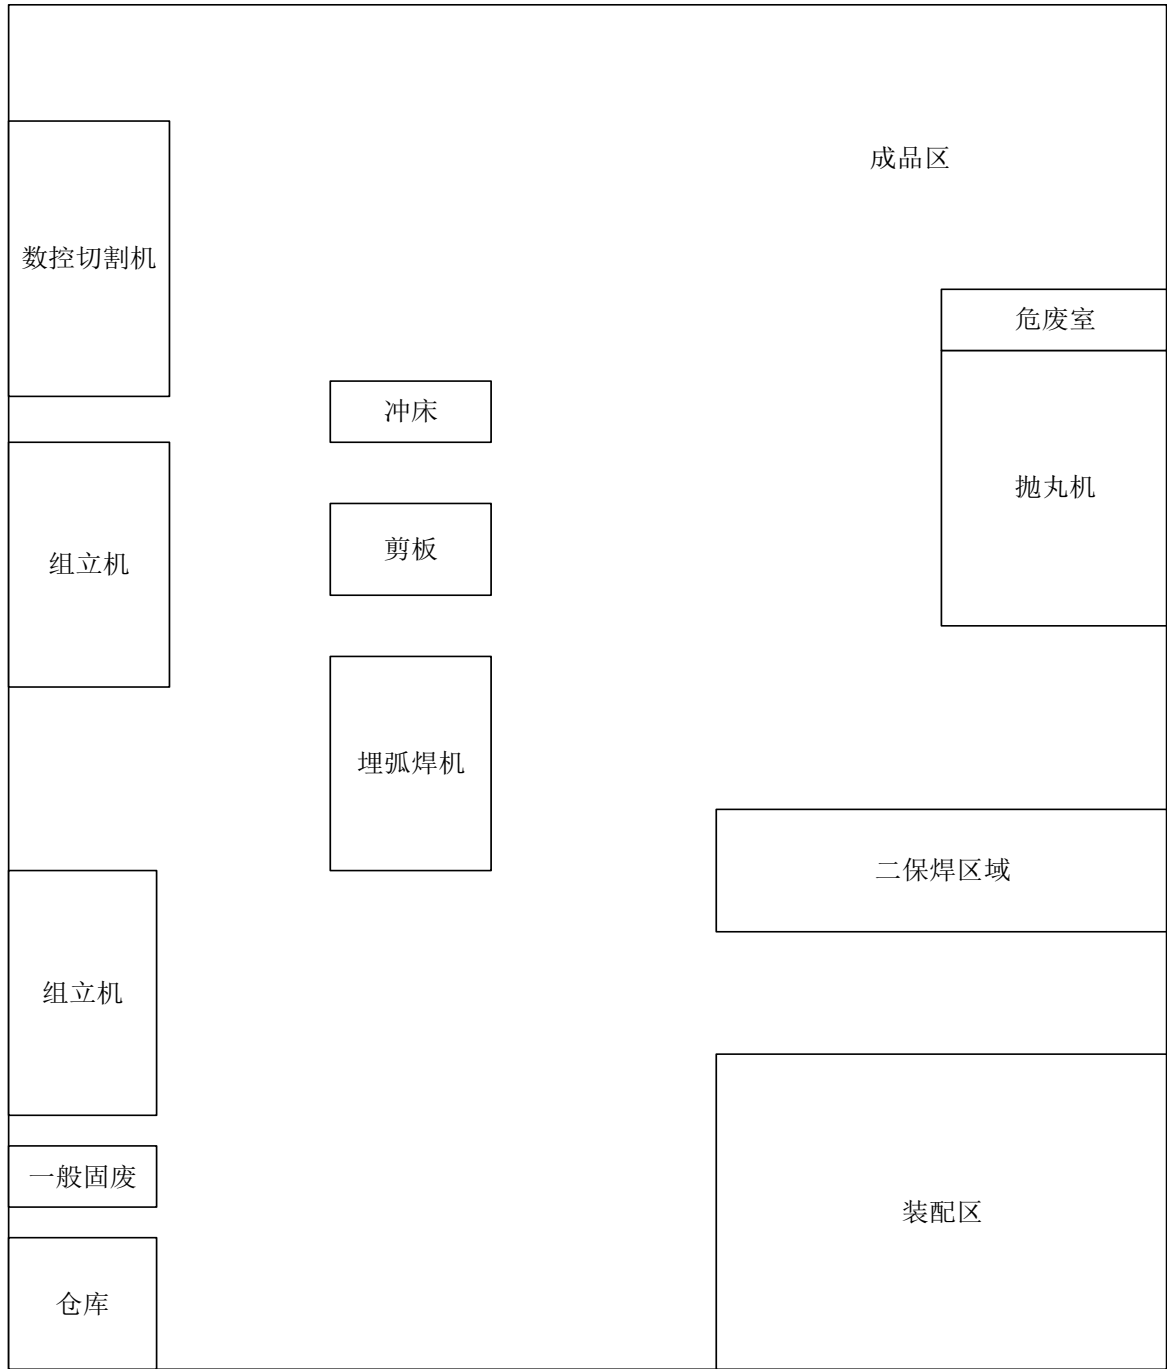 成品区
数控切割机
危废室
冲床
抛丸机
剪板
组立机
埋弧焊机
二保焊区域
组立机
一般固废
装配区
仓库